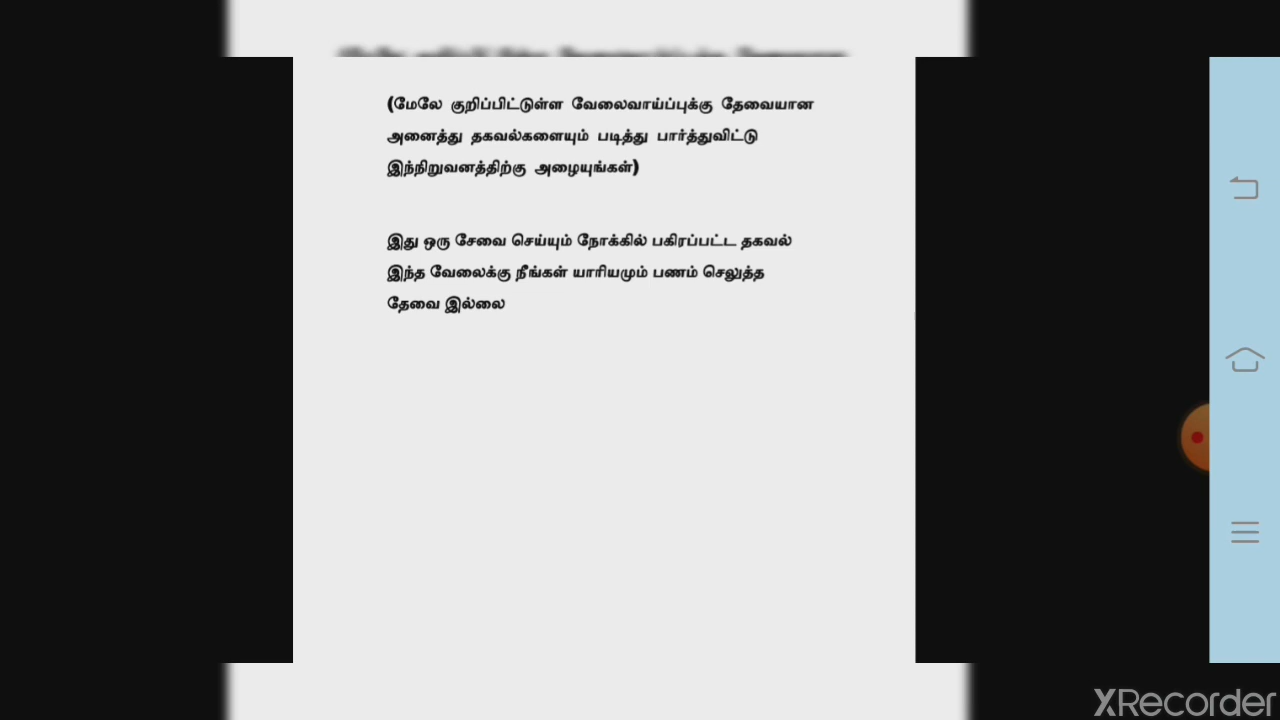 (மேலே குறிப்பிட்டுள்ள வேலைவாய்ப்புக்கு தேவையான
அனைத்து தகவல்களையும் படித்து பார்த்துவிட்டு
இந்நிறுவனத்திற்கு அழையுங்கள்)
இது ஒரு சேவை செய்யும் நோக்கில் பகிரப்பட்ட தகவல்
இந்த வேலைக்கு நீங்கள் யாரியமும் பணம் செலுத்த
தேவை இல்லை
XRecorder